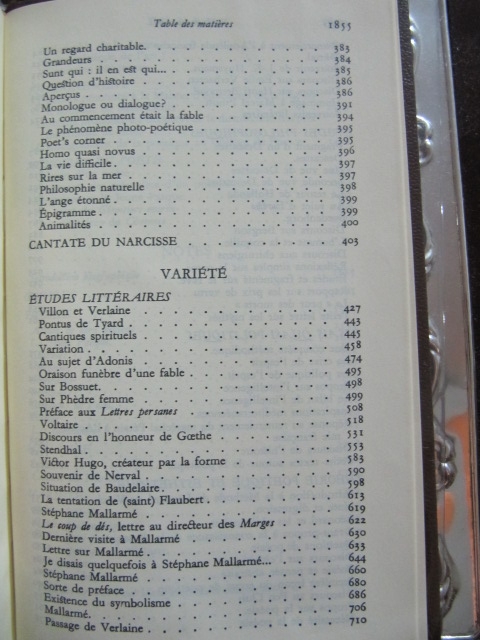 Table des matières 1855
Un regard charitable. 383
Grandeurs 384
Sunt qui : il en est qui... 385
Question d'histoire 386
Aperçus 386
Monologue ou dialogue? 391
Au commencement était la fable 394
Le phénomène photo-poétique 395
Poet's corner 395
Homo quasi novus 396
La vie difficile 397
Rires sur la mer 397
Philosophie naturelle 398
L'ange étonné 399
Épigramme 399
Animalités 400
CANTATE DU NARCISSE 403
VARIÉTÉ
ÉTUDES LITTÉRAIRES
Villon et Verlaine 427
Pontus de Tyard 443
Cantiques spirituels 445
Variation 458
Au sujet d'Adonis 474
Oraison funèbre d'une fable 495
Sur Bossuet. 498
Sur Phèdre femme 499
Préface aux Lettres persanes 508
Voltaire 518
Discours en l'honneur de Gœthe 531
Stendhal 553
Victor Hugo, créateur par la forme 583
Souvenir de Nerval 590
Situation de Baudelaire 598
La tentation de (saint) Flaubert 613
Stéphane Mallarmé 619
Le coup de dés, lettre au directeur des Marges 622
Dernière visite à Mallarmé 630
Lettre sur Mallarmé 633
Je disais quelquefois à Stéphane Mallarmé... 644
Stéphane Mallarmé 660
Sorte de préface 680
Existence du symbolisme 686
Mallarmé 706
Passage de Verlaine 710